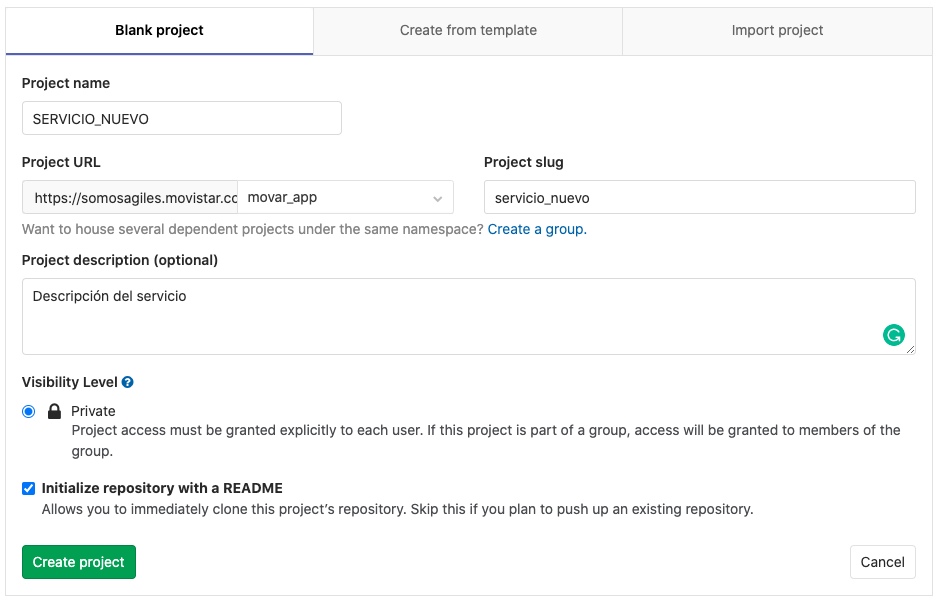 Blank project
Create from template
Import project
Project name
SERVICIO_NUEVO
Project URL
Project slug
https://somosagiles.movistar.co
movar_app
servicio_nuevo
Want to house several dependent projects under the same namespace? Create a group.
Project description (optional)
Descripción del servicio
Visibility Level
Private
Project access must be granted explicitly to each user. If this project is part of a group, access will be granted to members of the
group.
Initialize repository with a README
Allows you to immediately clone this project's repository. Skip this if you plan to push up an existing repository.
Create project
Cancel